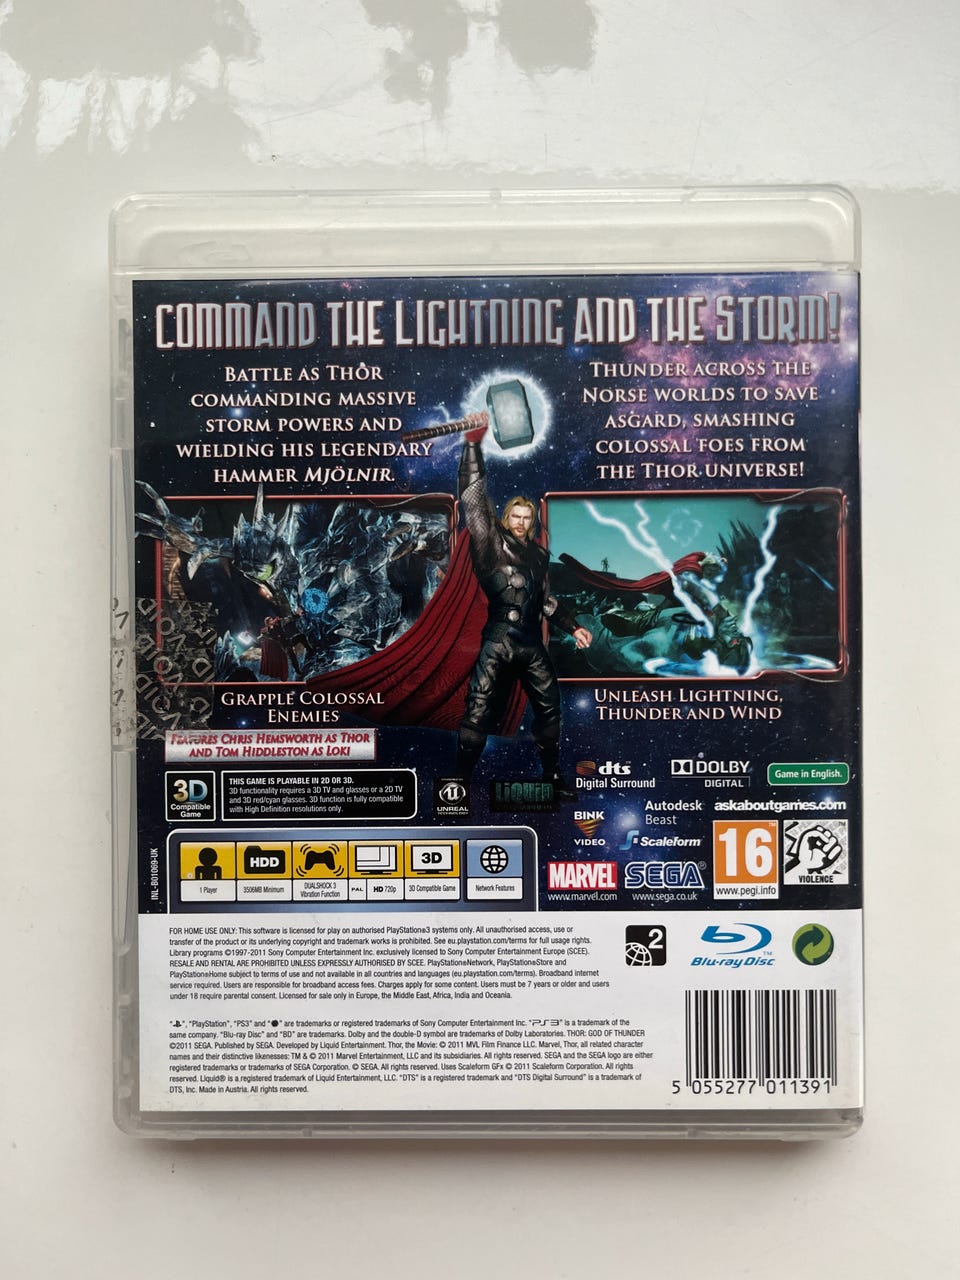 COMMAND THE LIGHTNING AND THE STORM!
BATTLE AS THOR
COMMANDING MASSIVE
STORM POWERS AND
WIELDING HIS LEGENDARY
HAMMER MJÖLNIR.
THUNDER ACROSS THE
NORSE WORLDS TO SAVE
ASGARD, SMASHING
COLOSSAL FOES FROM
THE THOR UNIVERSE!
VOID
GRAPPLE COLOSSAL
ENEMIES
UNLEASH LIGHTNING,
THUNDER AND WIND
FEATURES CHRIS HEMSWORTH AS THOR
AND TOM HIDDLESTON AS LOKI
3D
Compatible
Game
THIS GAME IS PLAYABLE IN 2D OR 3D.
3D functionality requires a 3D TV and glasses or a 2D TV
and 3D red/cyan glasses. 3D function is fully compatible
with High Definition resolutions only.
UNREAL
TECHNOLOGY
LIQUID
dts
Digital Surround
DOLBY
DIGITAL
Game in English.
BINK
VIDEO
Autodesk
Beast
Scaleform
askaboutgames.com
MARVEL
www.marvel.com
SEGA®
www.sega.co.uk
16
www.pegi.info
VIOLENCE
INL-B01069-UK
1 Player
HDD
3506MB Minimum
DUALSHOCK 3
Vibration Function
PAL
HD 720p
3D
3D Compatible Game
Network Features
FOR HOME USE ONLY: This software is licensed for play on authorised PlayStation®3 systems only. All unauthorised access, use or
transfer of the product or its underlying copyright and trademark works is prohibited. See eu.playstation.com/terms for full usage rights.
Library programs ©1997-2011 Sony Computer Entertainment Inc. exclusively licensed to Sony Computer Entertainment Europe (SCEE).
RESALE AND RENTAL ARE PROHIBITED UNLESS EXPRESSLY AUTHORISED BY SCEE. PlayStation®Network, PlayStation®Store and
PlayStation®Home subject to terms of use and not available in all countries and languages (eu.playstation.com/terms). Broadband internet
service required. Users are responsible for broadband access fees. Charges apply for some content. Users must be 7 years or older and users
under 18 require parental consent. Licensed for sale only in Europe, the Middle East, Africa, India and Oceania.
2
Blu-ray Disc™
"", "PlayStation", "PS3" and "" are trademarks or registered trademarks of Sony Computer Entertainment Inc. "PS3" is a trademark of the
same company. "Blu-ray Disc" and "BD" are trademarks. Dolby and the double-D symbol are trademarks of Dolby Laboratories. THOR: GOD OF THUNDER
©2011 SEGA. Published by SEGA. Developed by Liquid Entertainment. Thor, the Movie: © 2011 MVL Film Finance LLC. Marvel, Thor, all related character
names and their distinctive likenesses: TM & © 2011 Marvel Entertainment, LLC and its subsidiaries. All rights reserved. SEGA and the SEGA logo are either
registered trademarks or trademarks of SEGA Corporation. © SEGA. All rights reserved. Uses Scaleform GFx © 2011 Scaleform Corporation. All rights
reserved. Liquid® is a registered trademark of Liquid Entertainment, LLC. "DTS" is a registered trademark and "DTS Digital Surround" is a trademark of
DTS, Inc. Made in Austria. All rights reserved.
5 055277 011391